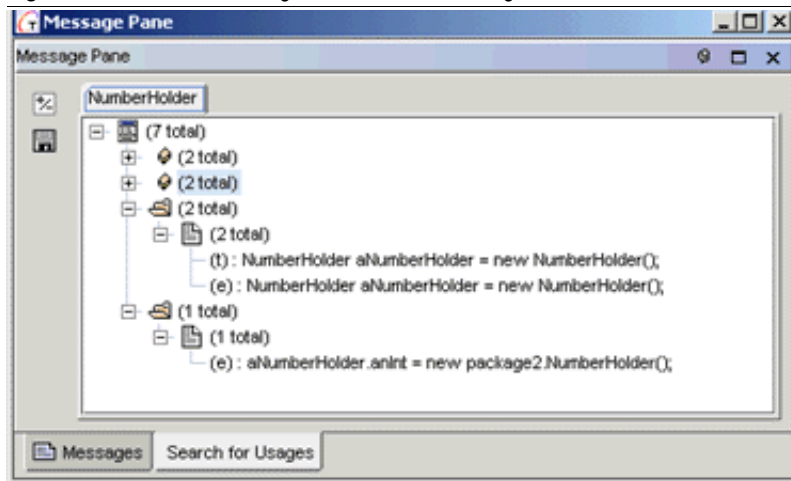 Message Pane
Message Pane
NumberHolder
(7 total)
(2 total)
(2 total)
(2 total)
(2 total)
(t) : NumberHolder aNumberHolder = new NumberHolder();
(e) : NumberHolder aNumberHolder = new NumberHolder();
(1 total)
(1 total)
(e) : aNumberHolder.anInt = new package2.NumberHolder();
Messages
Search for Usages